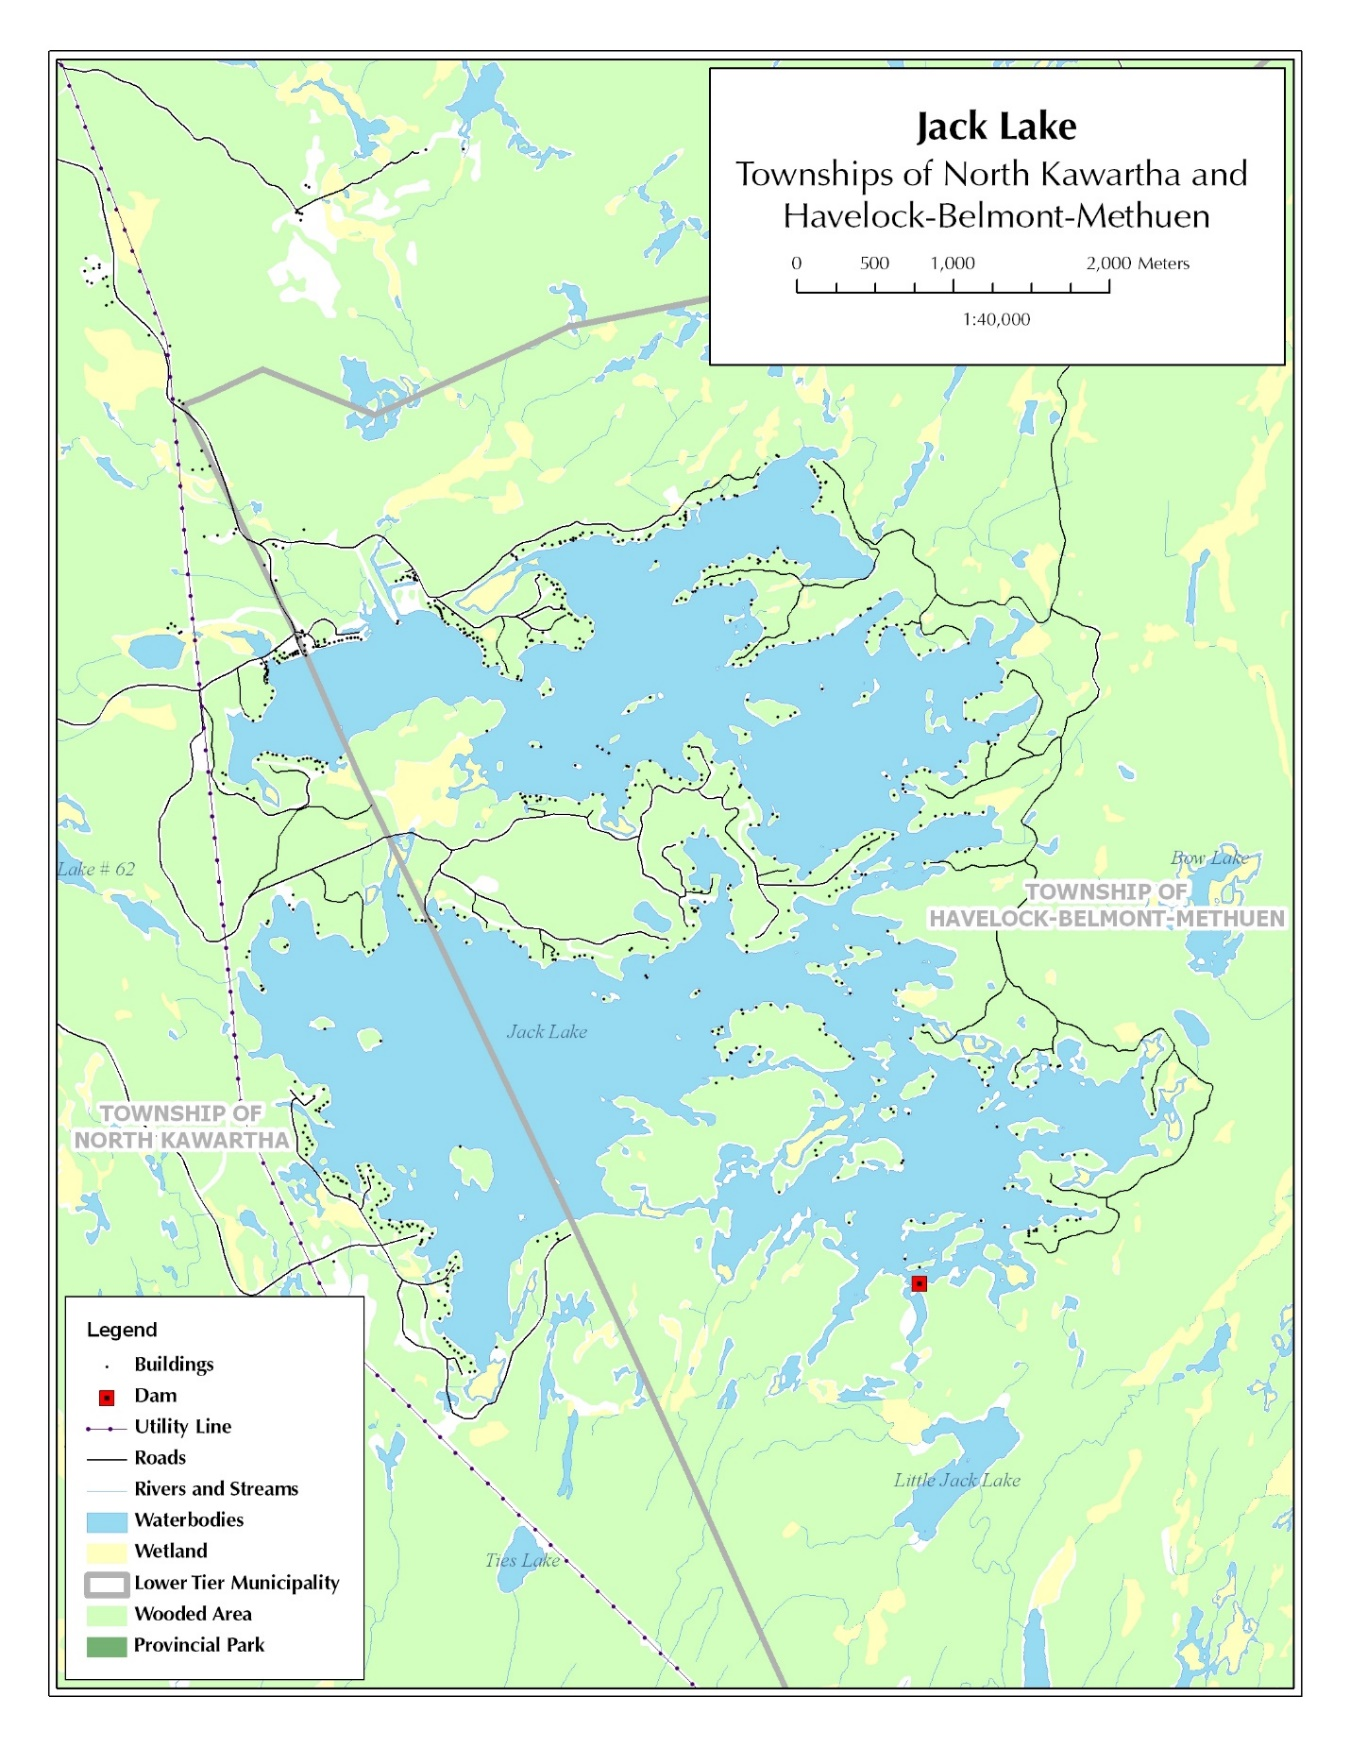 Jack Lake
Townships of North Kawartha and
Havelock-Belmont-Methuen
0 500 1,000 2,000 Meters
1:40,000
Lake # 62
Bow Lake
TOWNSHIP OF
HAVELOCK-BELMONT-METHUEN
Jack Lake
TOWNSHIP OF
NORTH KAWARTHA
Little Jack Lake
Ties Lake
Legend
Buildings
Dam
Utility Line
Roads
Rivers and Streams
Waterbodies
Wetland
Lower Tier Municipality
Wooded Area
Provincial Park